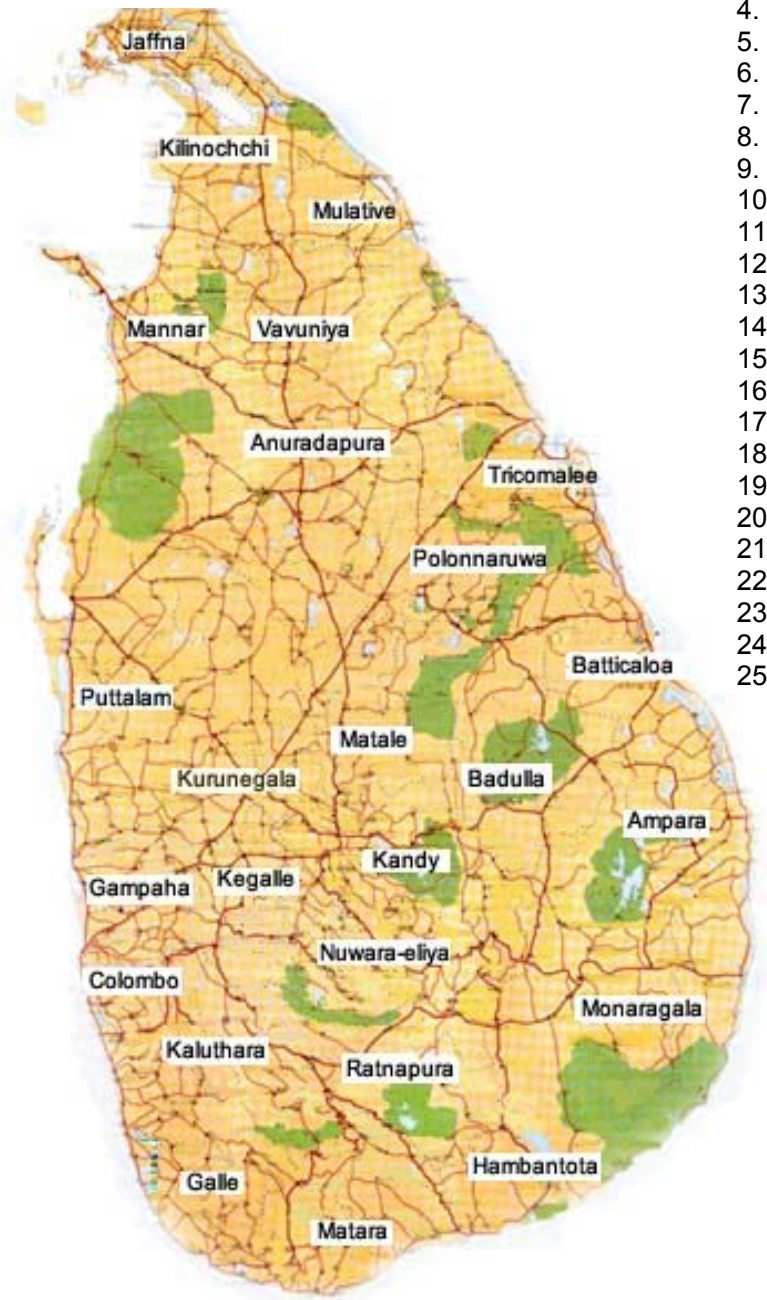 Jaffna
Kilinochchi
Mulative
Mannar
Vavuniya
Anuradapura
Tricomalee
Polonnaruwa
Batticaloa
Puttalam
Matale
Kurunegala
Badulla
Ampara
Kandy
Kegalle
Gampaha
Nuwara-eliya
Colombo
Monaragala
Kaluthara
Ratnapura
Hambantota
Galle
Matara
4.
5.
6.
7.
8.
9.
10
11
12
13
14
15
16
17
18
19
20
21
22
23
24
25